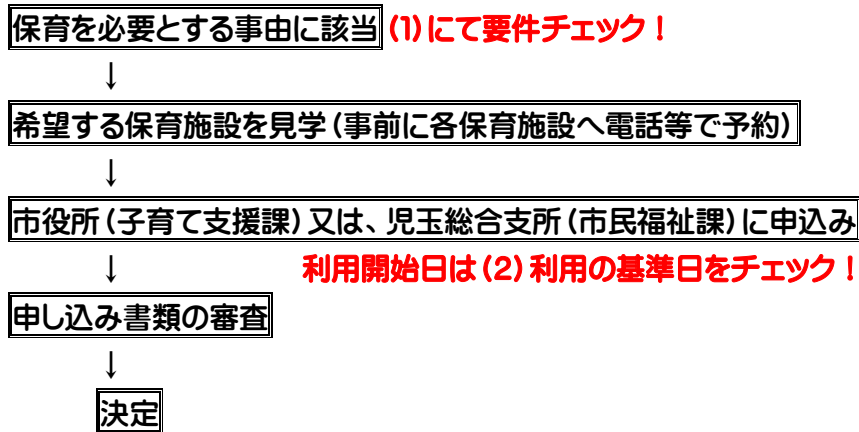 保育を必要とする事由に該当 (1)にて要件チェック！
↓
希望する保育施設を見学(事前に各保育施設へ電話等で予約)
↓
市役所(子育て支援課)又は、児玉総合支所(市民福祉課)に申込み
↓ 利用開始日は(2)利用の基準日をチェック！
申し込み書類の審査
↓
決定